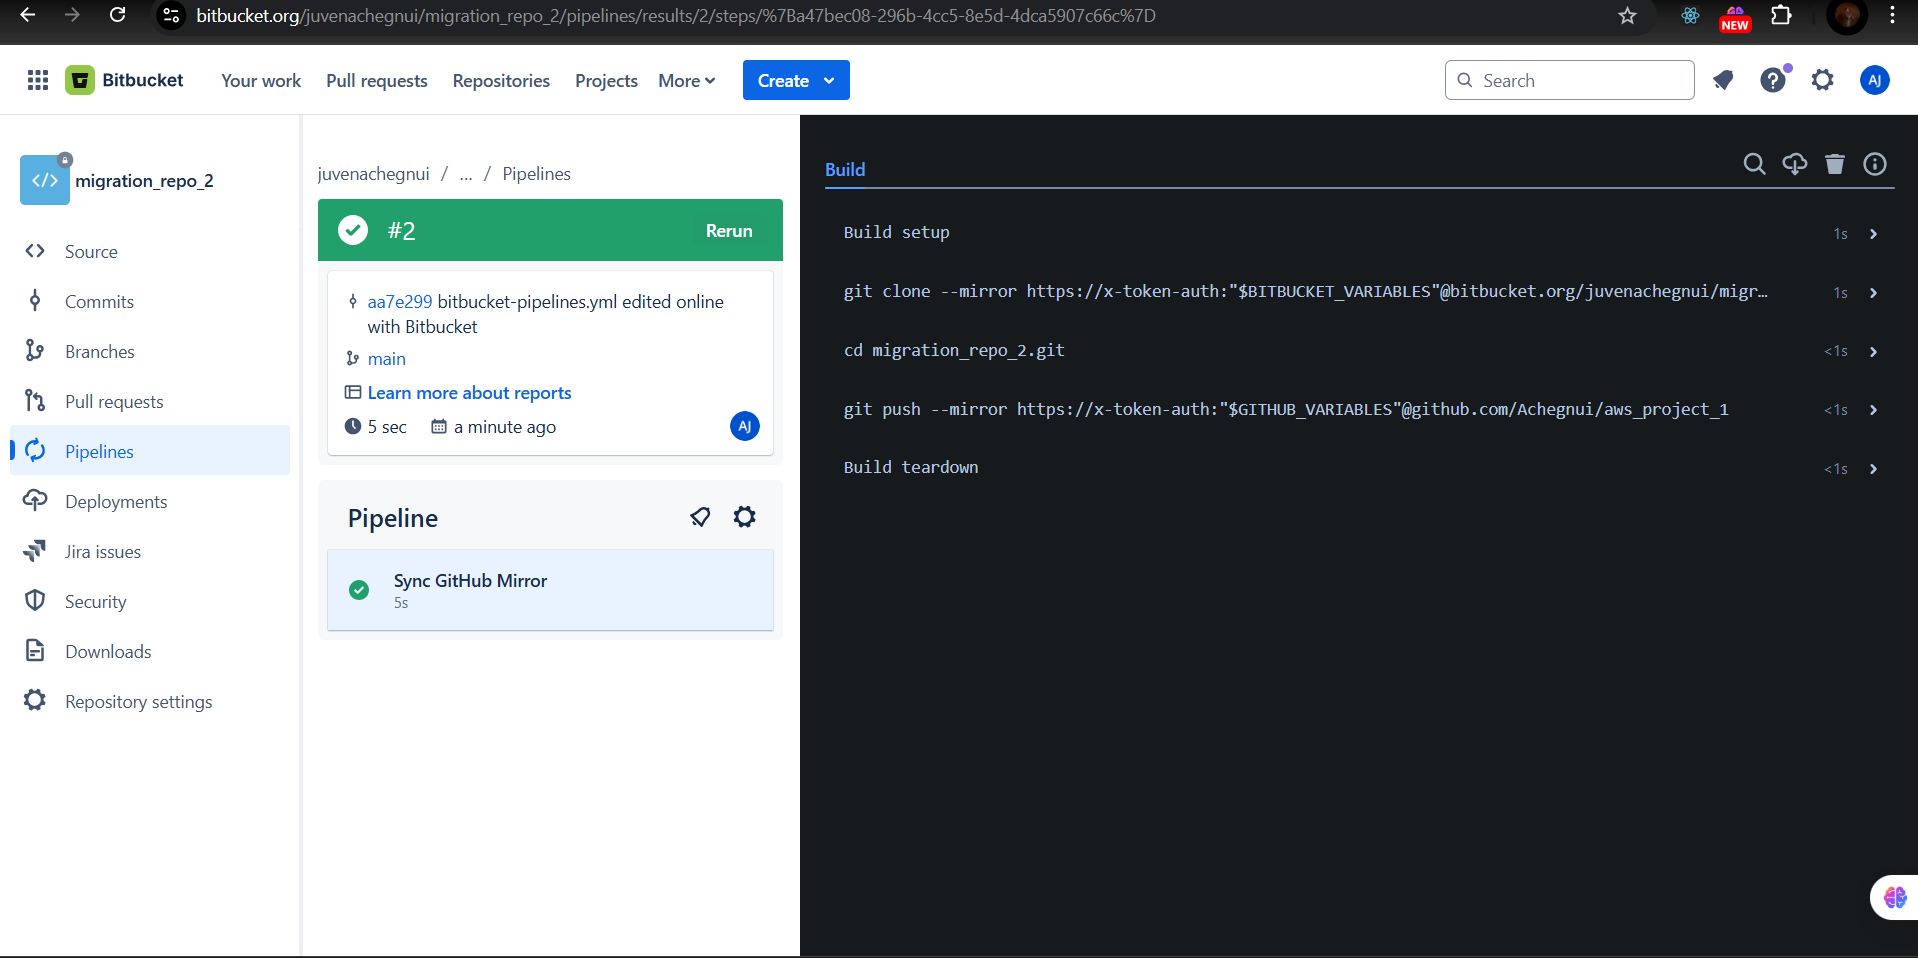 bitbucket.org/juvenachegnui/migration_repo_2/pipelines/results/2/steps/%7Ba47bec08-296b-4cc5-8e5d-4dca5907c66c%7D
NEW
Bitbucket
Your work
Pull requests
Repositories
Projects
More
Create
Search
AJ
migration_repo_2
Source
Commits
Branches
Pull requests
Pipelines
Deployments
Jira issues
Security
Downloads
Repository settings
juvenachegnui / ... / Pipelines
#2
Rerun
aa7e299 bitbucket-pipelines.yml edited online
with Bitbucket
main
Learn more about reports
5 sec
a minute ago
AJ
Pipeline
Sync GitHub Mirror
5s
Build
Build setup
1s
git clone --mirror https://x-token-auth:"$BITBUCKET_VARIABLES"@bitbucket.org/juvenachegnui/migr...
1s
cd migration_repo_2.git
<1s
git push --mirror https://x-token-auth:"$GITHUB_VARIABLES"@github.com/Achegnui/aws_project_1
<1s
Build teardown
<1s